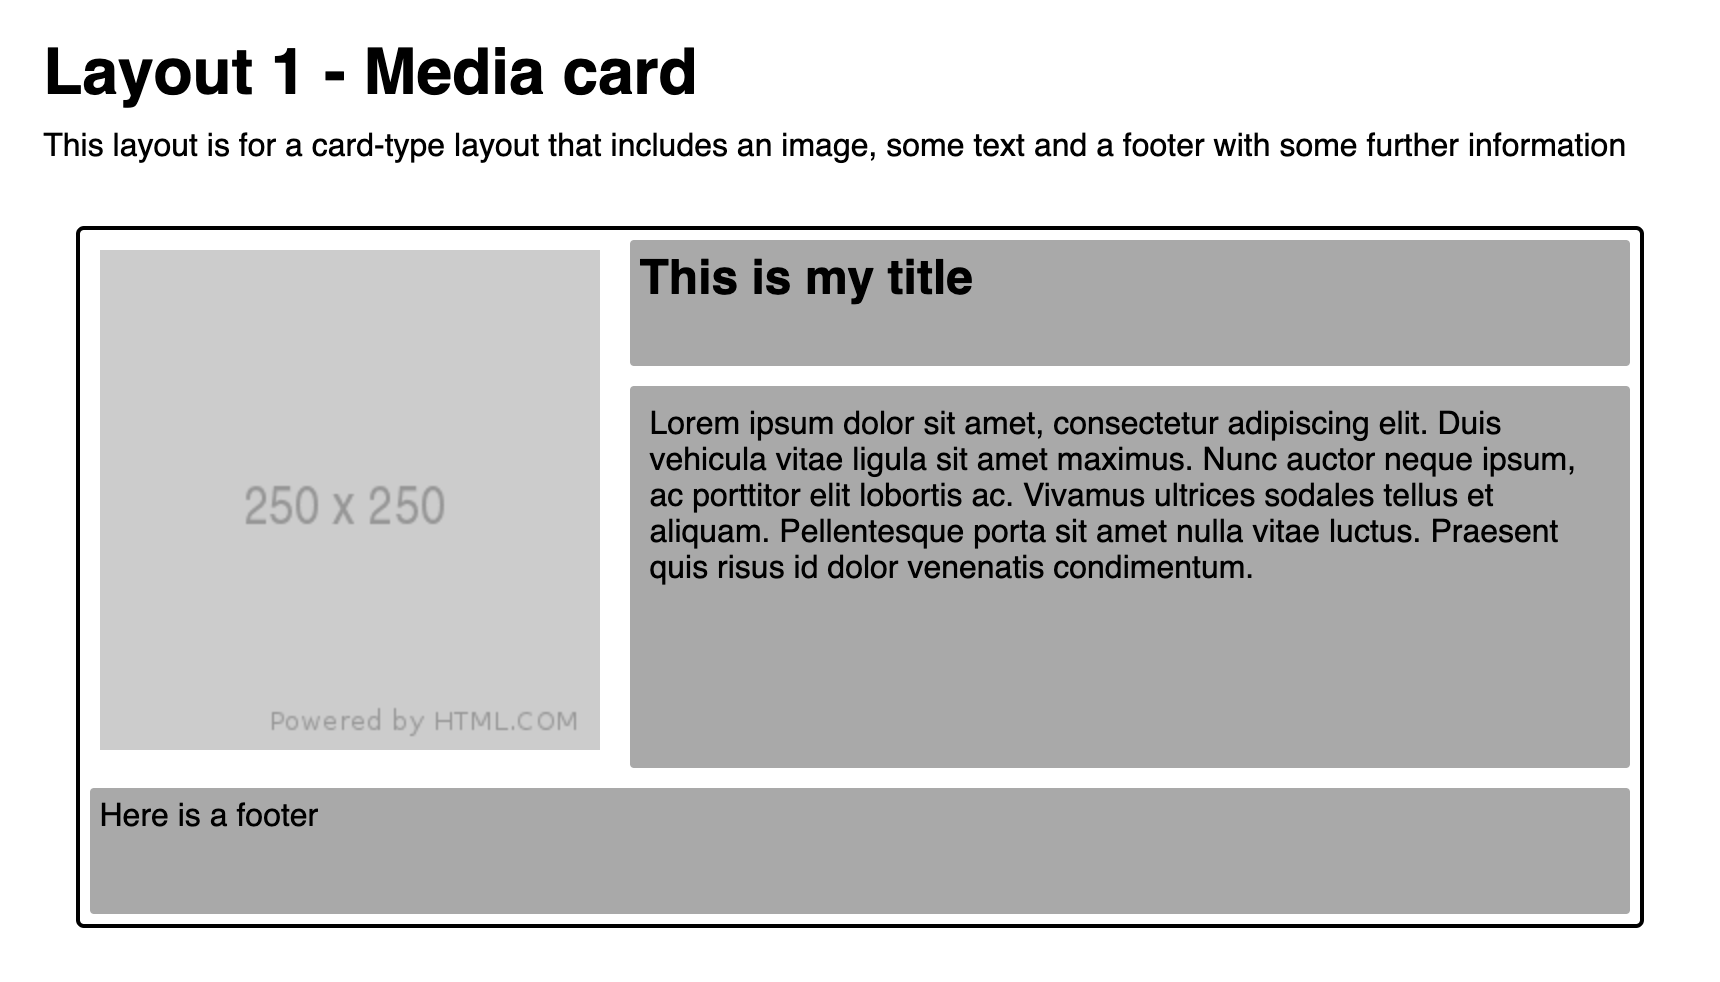 Layout 1 - Media card
This layout is for a card-type layout that includes an image, some text and a footer with some further information
250 x 250
Powered by HTML.COM
This is my title
Lorem ipsum dolor sit amet, consectetur adipiscing elit. Duis
vehicula vitae ligula sit amet maximus. Nunc auctor neque ipsum,
ac porttitor elit lobortis ac. Vivamus ultrices sodales tellus et
aliquam. Pellentesque porta sit amet nulla vitae luctus. Praesent
quis risus id dolor venenatis condimentum.
Here is a footer